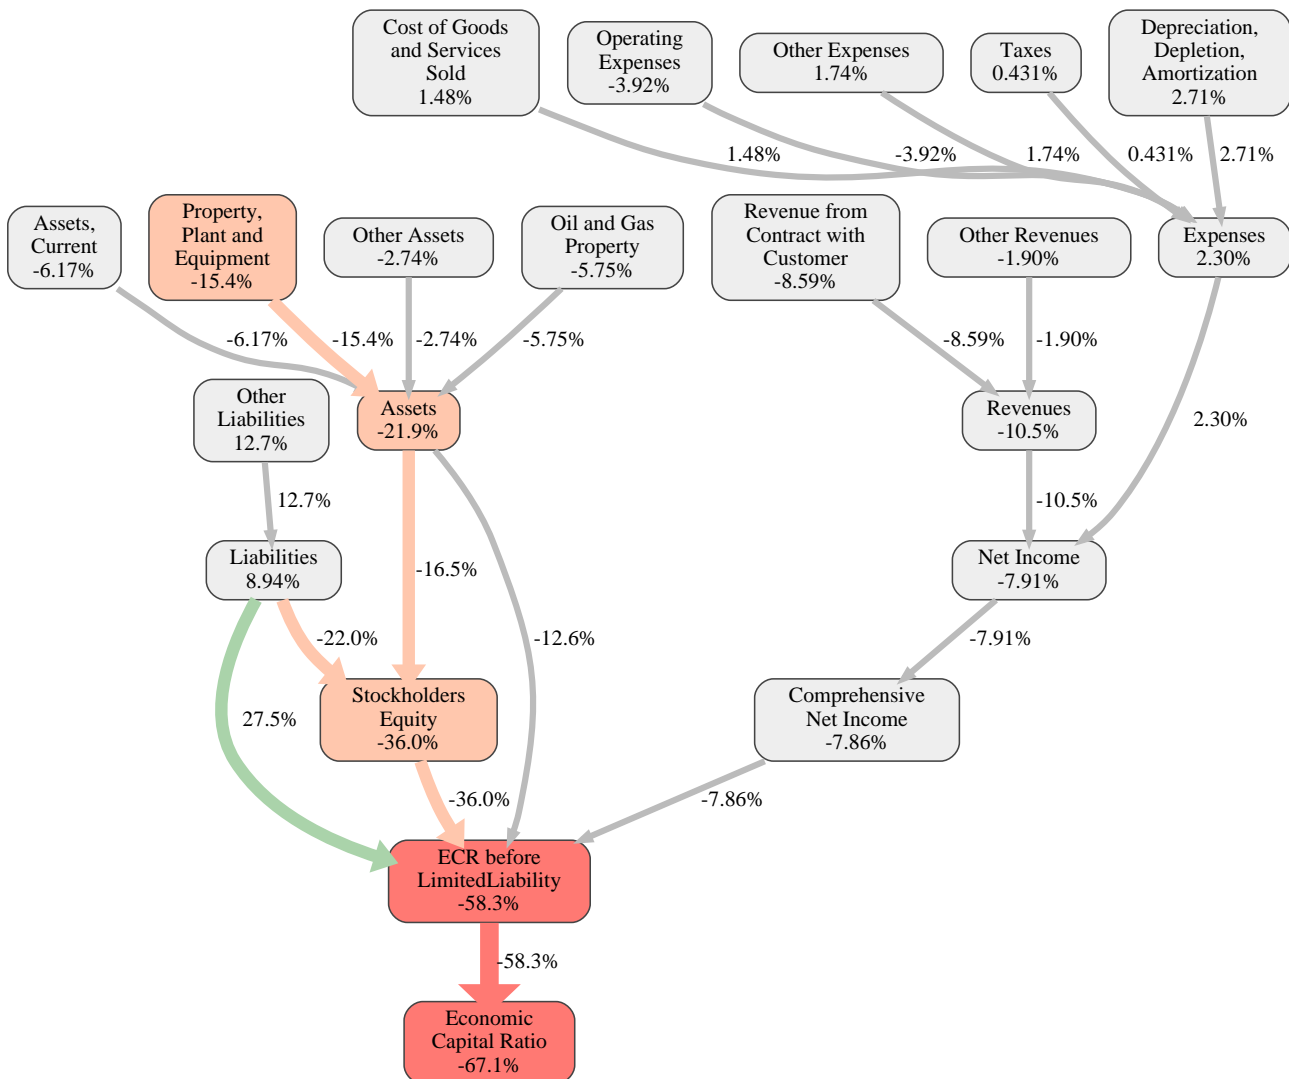 Cost of Goods
and Services
Sold
1.48%
Operating
Expenses
-3.92%
Other Expenses
1.74%
Taxes
0.431%
Depreciation,
Depletion,
Amortization
2.71%
1.48%
-3.92%
1.74%
0.431%
2.71%
Assets,
Current
-6.17%
Property,
Plant and
Equipment
-15.4%
Other Assets
-2.74%
Oil and Gas
Property
-5.75%
Revenue from
Contract with
Customer
-8.59%
Other Revenues
-1.90%
Expenses
2.30%
-6.17%
-15.4%
-2.74%
-5.75%
-8.59%
-1.90%
Other
Liabilities
12.7%
Assets
-21.9%
Revenues
-10.5%
2.30%
12.7%
-10.5%
Liabilities
8.94%
-16.5%
Net Income
-7.91%
-22.0%
-12.6%
-7.91%
27.5%
Stockholders
Equity
-36.0%
Comprehensive
Net Income
-7.86%
-36.0%
-7.86%
ECR before
LimitedLiability
-58.3%
-58.3%
Economic
Capital Ratio
-67.1%